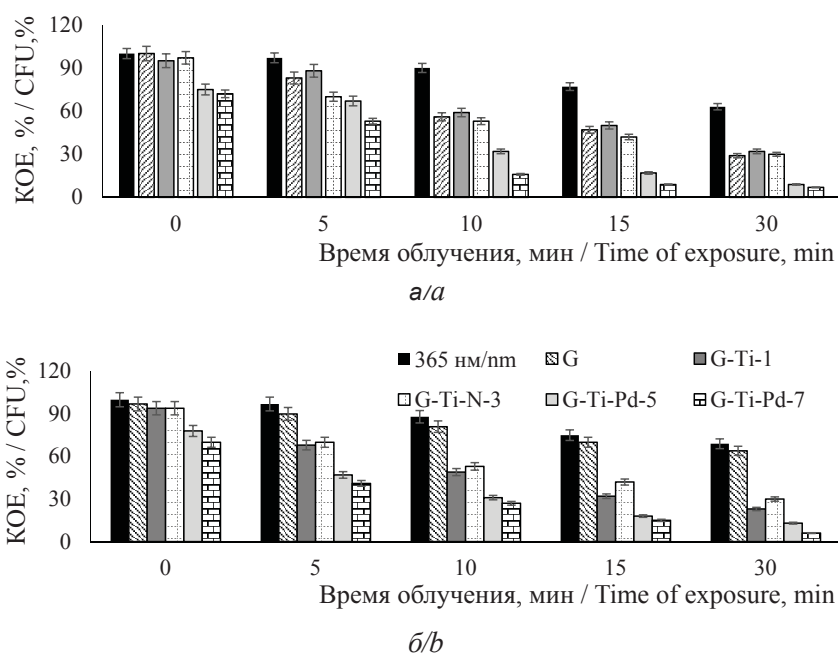 КОЕ, % / CFU,%
120
90
60
30
0
0 5 10 15 30
Время облучения, мин / Time of exposure, min
а/a
КОЕ, % / CFU,%
120
90
60
30
0
365 нм/nm G G-Ti-1
G-Ti-N-3 G-Ti-Pd-5 G-Ti-Pd-7
0 5 10 15 30
Время облучения, мин / Time of exposure, min
б/b